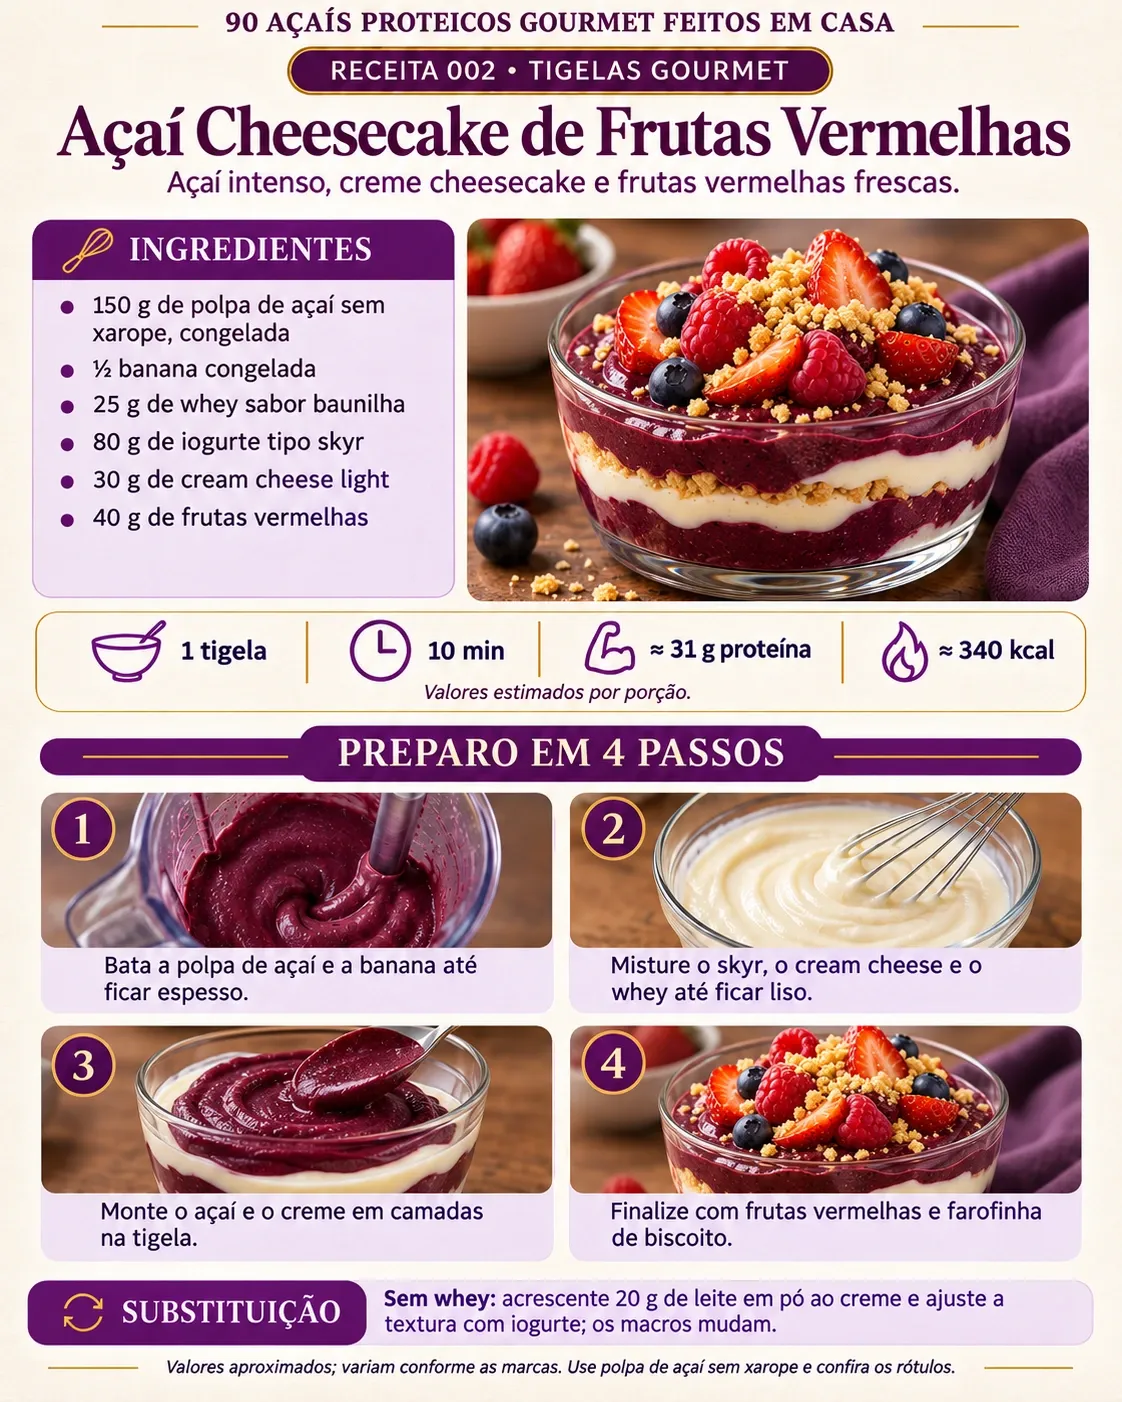 90 AÇAÍS PROTEICOS GOURMET FEITOS EM CASA
RECEITA 002 • TIGELAS GOURMET
Açaí Cheesecake de Frutas Vermelhas
Açaí intenso, creme cheesecake e frutas vermelhas frescas.
INGREDIENTES
• 150 g de polpa de açaí sem
xarope, congelada
• ½ banana congelada
• 25 g de whey sabor baunilha
• 80 g de iogurte tipo skyr
• 30 g de cream cheese light
• 40 g de frutas vermelhas
1 tigela
10 min
≈ 31 g proteína
≈ 340 kcal
Valores estimados por porção.
PREPARO EM 4 PASSOS
1
Bata a polpa de açaí e a banana até
ficar espesso.
2
Misture o skyr, o cream cheese e o
whey até ficar liso.
3
Monte o açaí e o creme em camadas
na tigela.
4
Finalize com frutas vermelhas e farofinha
de biscoito.
SUBSTITUIÇÃO
Sem whey: acrescente 20 g de leite em pó ao creme e ajuste a
textura com iogurte; os macros mudam.
Valores aproximados; variam conforme as marcas. Use polpa de açaí sem xarope e confira os rótulos.